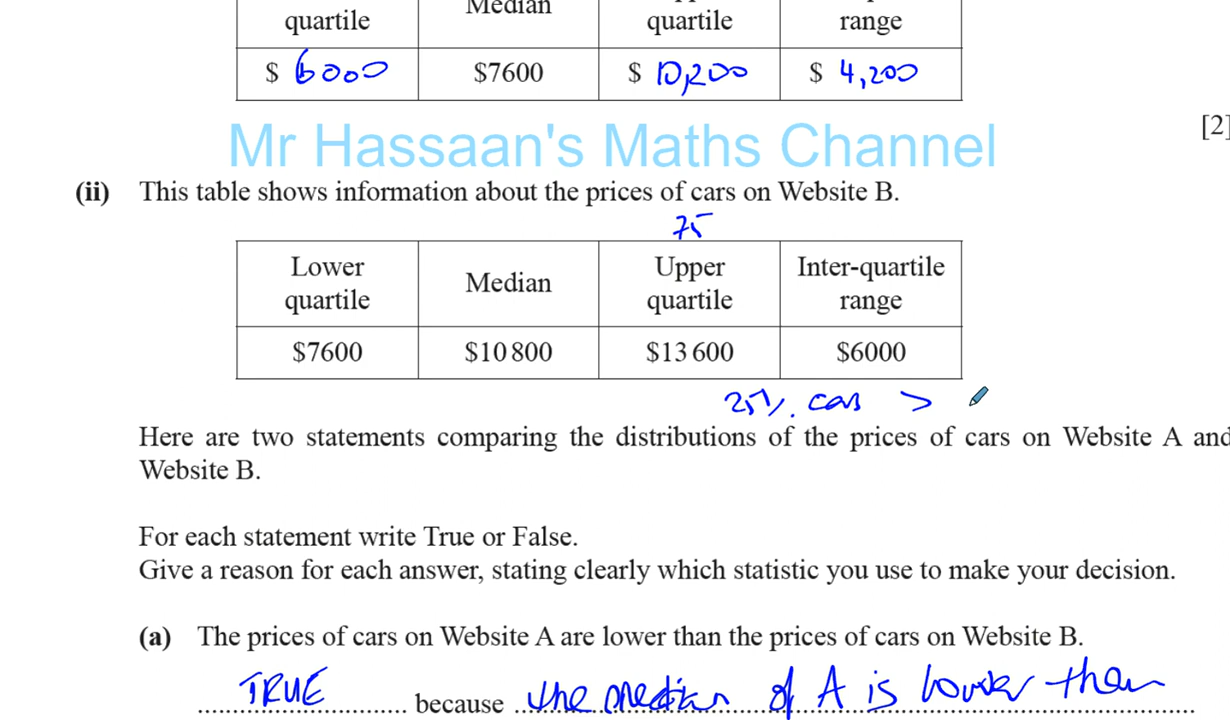 quartile Median quartile range
$ 6000 $7600 $ 10,200 $ 4,200
[2]
Mr Hassaan's Maths Channel
(ii) This table shows information about the prices of cars on Website B.
75
Lower quartile Median Upper quartile Inter-quartile range
$7600 $10800 $13600 $6000
25%. cars >
Here are two statements comparing the distributions of the prices of cars on Website A and
Website B.
For each statement write True or False.
Give a reason for each answer, stating clearly which statistic you use to make your decision.
(a) The prices of cars on Website A are lower than the prices of cars on Website B.
TRUE because the median of A is lower than